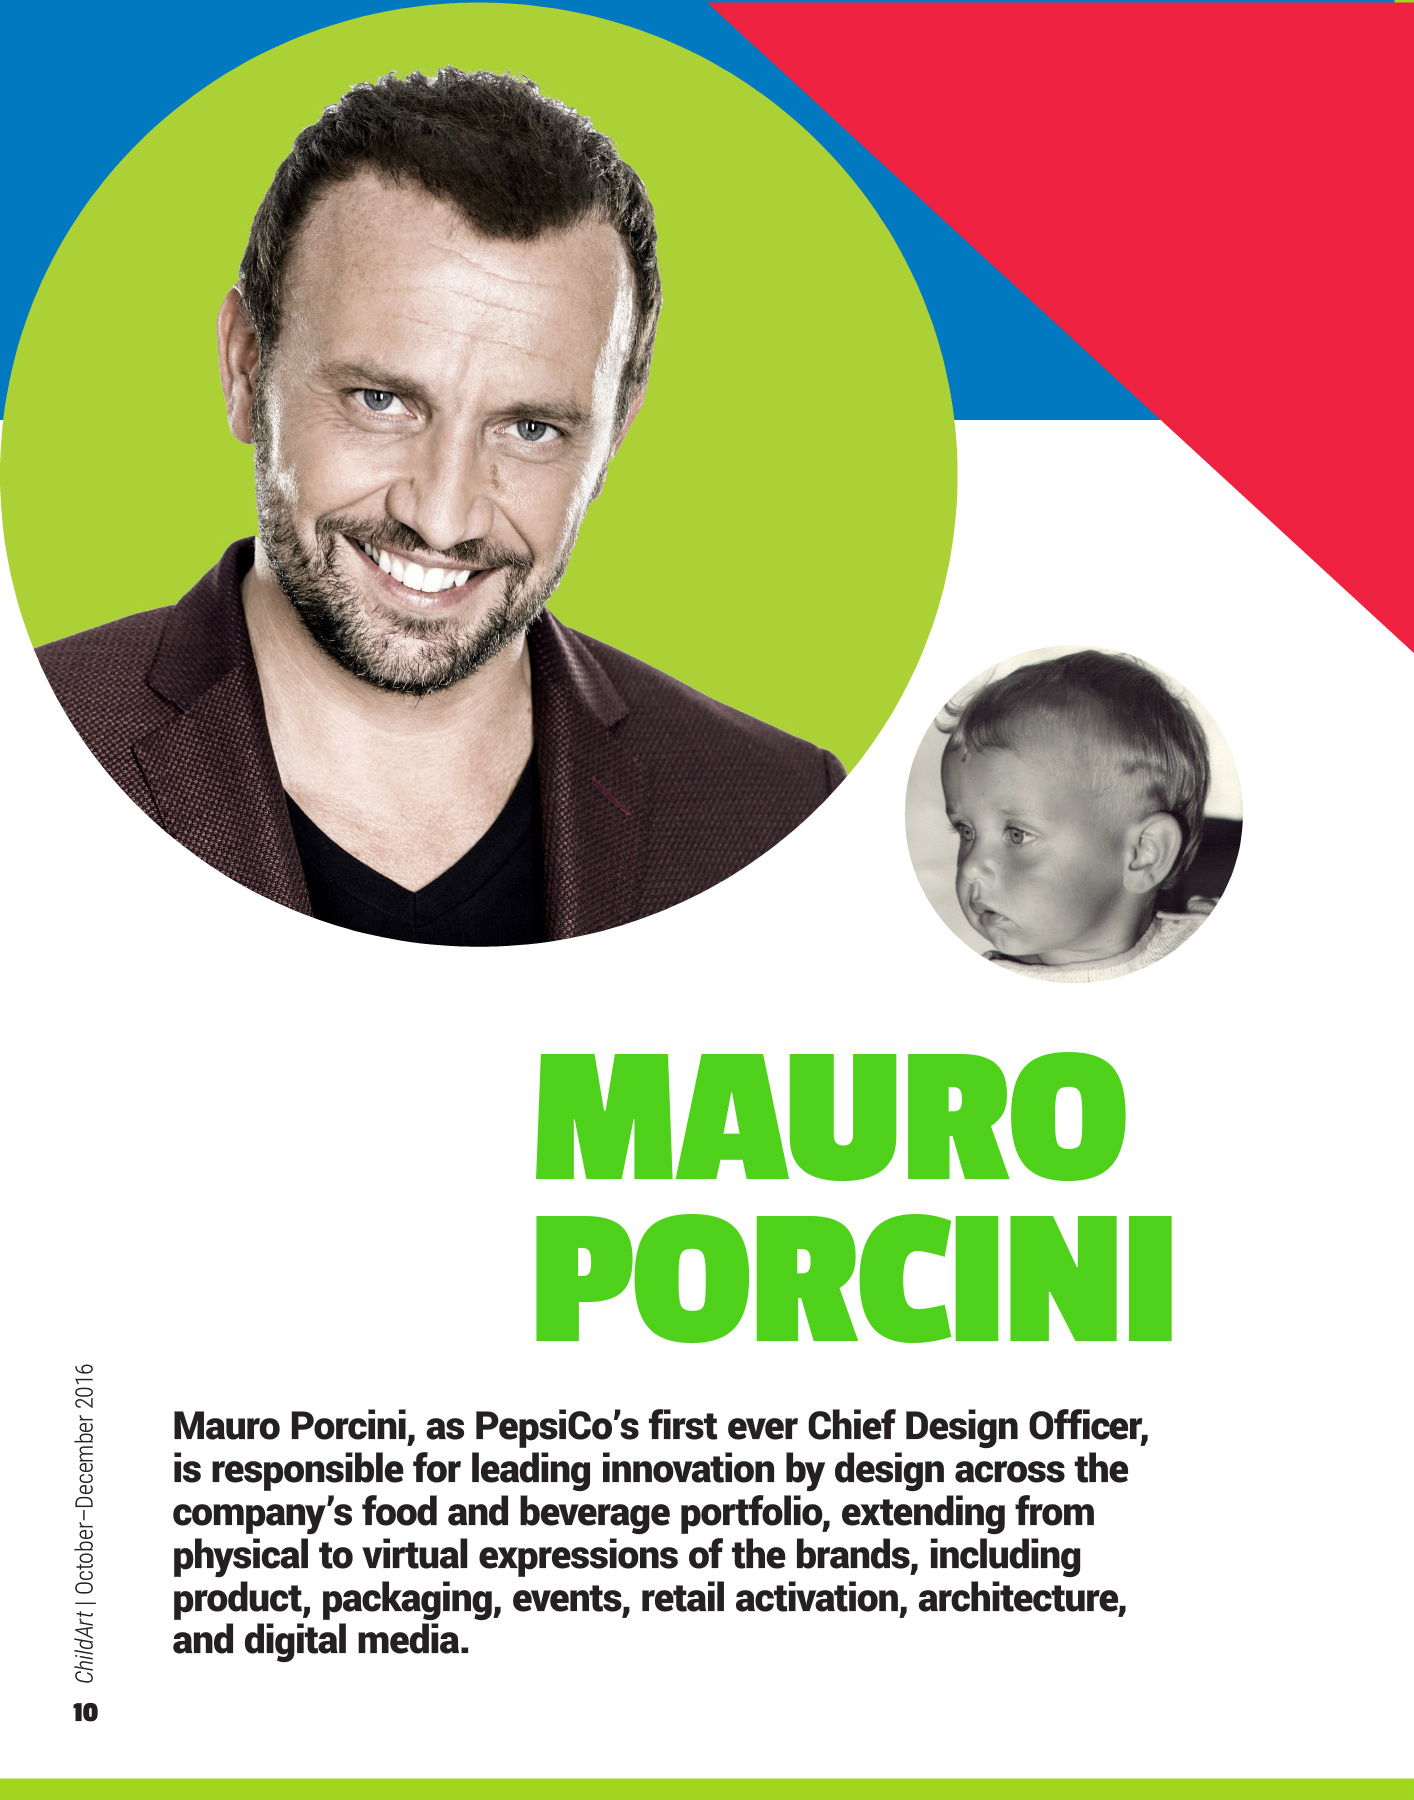 MAURO
PORCINI
Mauro Porcini, as PepsiCo’s first ever Chief Design Officer,
is responsible for leading innovation by design across the
company’s food and beverage portfolio, extending from
physical to virtual expressions of the brands, including
product, packaging, events, retail activation, architecture,
and digital media.
ChildArt | October–December 2016
10